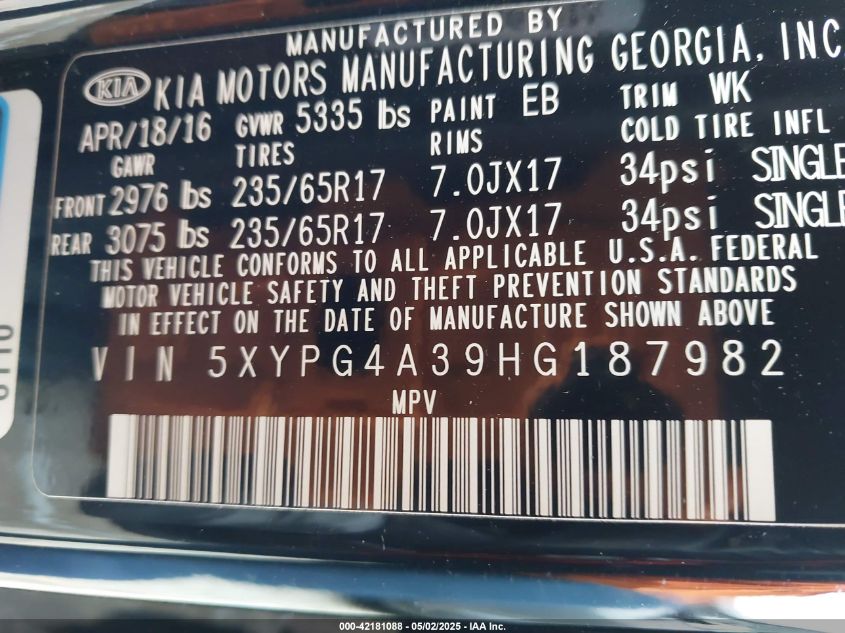 MANUFACTURED BY
KIA KIA MOTORS MANUFACTURING GEORGIA, INC
APR/18/16 GVWR 5335 lbs PAINT EB TRIM WK
GAWR TIRES RIMS COLD TIRE INFL
FRONT 2976 lbs 235/65R17 7.0JX17 34psi SINGLE
REAR 3075 lbs 235/65R17 7.0JX17 34psi SINGLE
THIS VEHICLE CONFORMS TO ALL APPLICABLE U.S.A. FEDERAL
MOTOR VEHICLE SAFETY AND THEFT PREVENTION STANDARDS
IN EFFECT ON THE DATE OF MANUFACTURE SHOWN ABOVE
VIN 5XYPG4A39HG187982
MPV
000-42181088 - 05/02/2025 - IAA Inc.